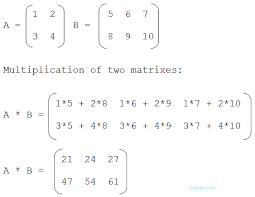 A = 1 2 B = 5 6 7
3 4 8 9 10
Multiplication of two matrixes:
A * B = 1*5 + 2*8 1*6 + 2*9 1*7 + 2*10
3*5 + 4*8 3*6 + 4*9 3*7 + 4*10
A * B = 21 24 27
47 54 61